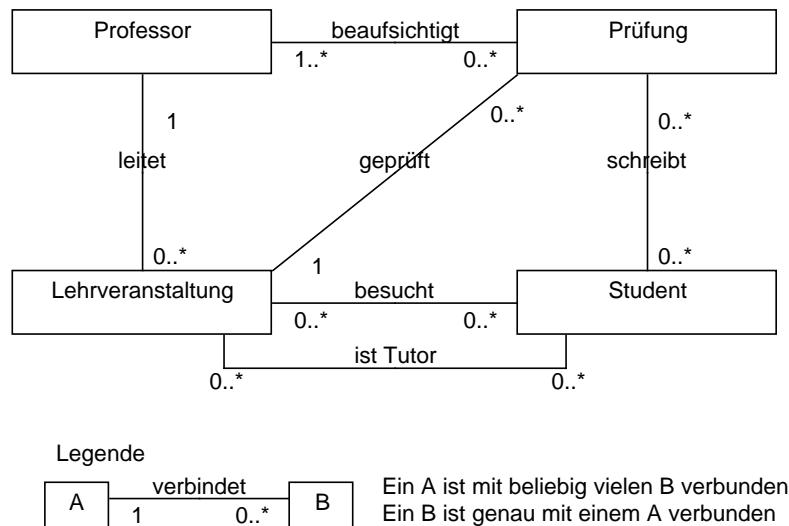 Professor beaufsichtigt Prüfung
1..* 0..*
1 0..* 0..*
leitet geprüft schreibt
0..* 1 0..*
Lehrveranstaltung besucht Student
0..* 0..*
ist Tutor
0..* 0..*
Legende
A verbindet B Ein A ist mit beliebig vielen B verbunden
1 0..* Ein B ist genau mit einem A verbunden